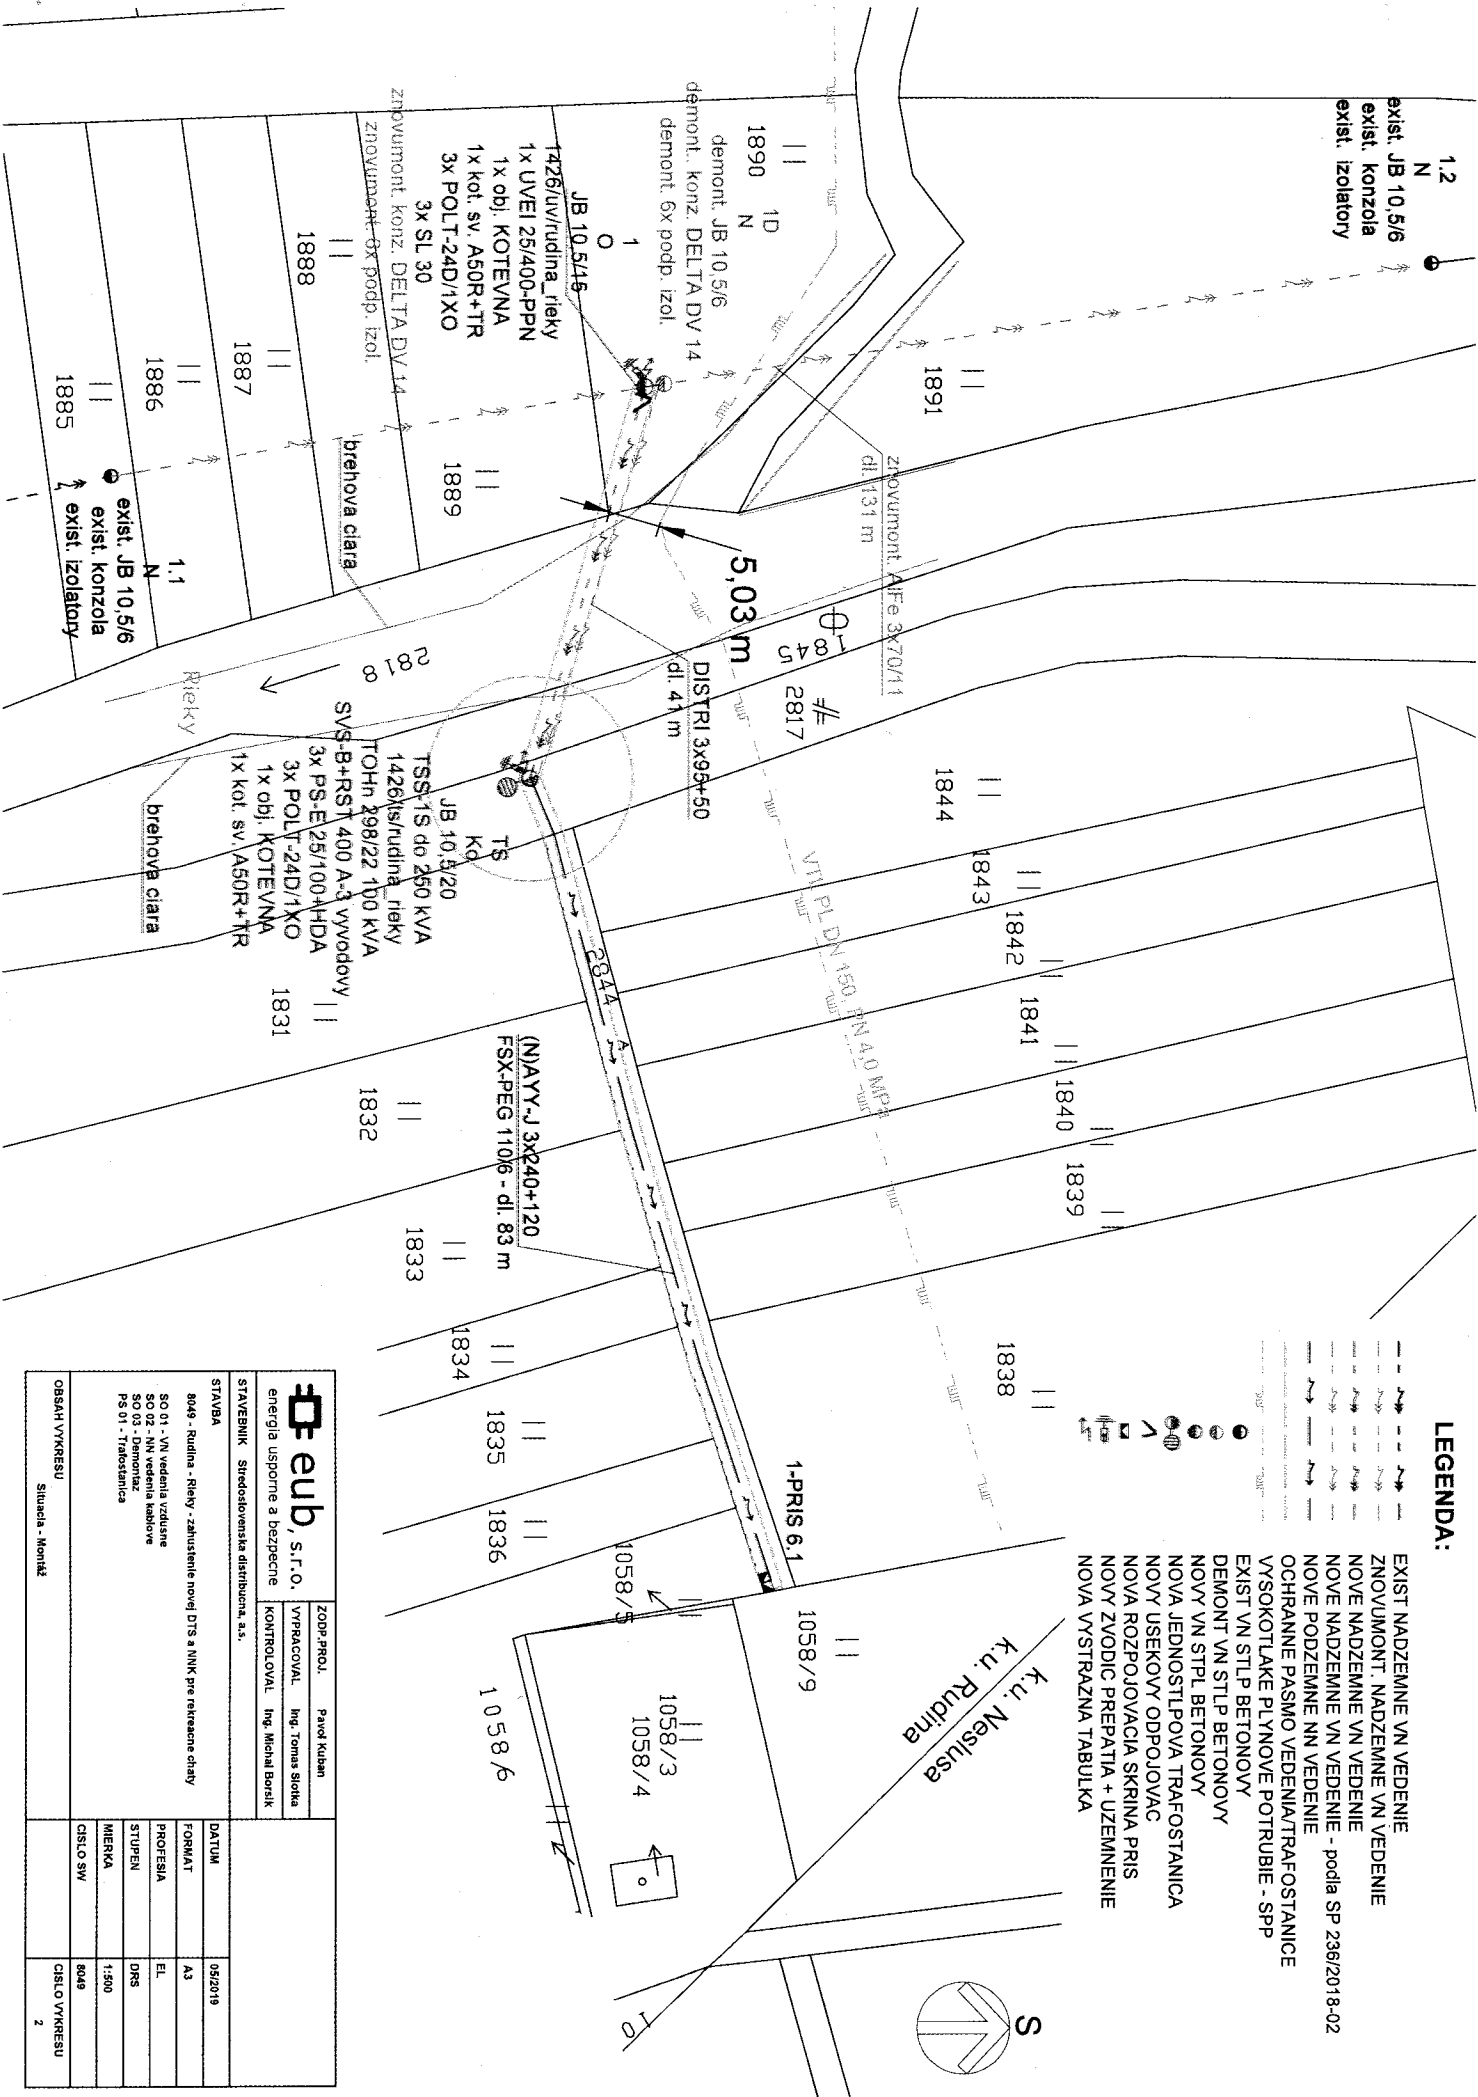 LEGENDA:
EXIST NADZEMNE VN VEDENIE
ZNOVUMONT. NADZEMNE VN VEDENIE
NOVE NADZEMNE VN VEDENIE
NOVE NADZEMNE VN VEDENIE - podla SP 236/2018-02
NOVE PODZEMNE NN VEDENIE
OCHRANNE PASMO VEDENIA/TRAFOSTANICE
VYSOKOTLAKE PLYNOVE POTRUBIE - SPP
EXIST VN STLP BETONOVY
DEMONT VN STLP BETONOVY
NOVY VN STPL BETONOVY
NOVA JEDNOSTLPOVA TRAFOSTANICA
NOVY USEKOVY ODPOJOVAC
NOVA ROZPOJOVACIA SKRINA PRIS
NOVY ZVODIC PREPATIA + UZEMNENIE
NOVA VYSTRAZNA TABULKA
S
1.2
N
exist. JB 10,5/6
exist. konzola
exist. izolatory
1890
1D
N
demont. JB 10,5/6
demont. konz. DELTA DV 14
demont. 6x podp. izol.
1
O
JB 10,5/15
1426/uv/rudina_rieky
1x UVEI 25/400-PPN
1x obj. KOTEVNA
1x kot. sv. A50R+TR
3x POLT-24D/1XO
3x SL 30
znovumont. konz. DELTA DV 14
znovumont. 6x podp. izol.
1888
1887
1886
1885
1889
1891
znovumont. AlFe 3x70/11
dl. 131 m
brehova ciara
1.1
N
exist. JB 10,5/6
exist. konzola
exist. izolatory
5,03 m
DISTRI 3x95+50
dl. 41 m
1845
2817
2818
Rieky
brehova ciara
TS
Ko
JB 10,5/20
TSS-1S do 250 kVA
1426/ts/rudina_rieky
TOHn 298/22 100 kVA
SVS-B+RST 400 A-3 vyvodovy
3x PS-E 25/100+HDA
3x POLT-24D/1XO
1x obj. KOTEVNA
1x kot. sv. A50R+TR
VTL PL DN 150, PN 4,0 MPa
1844
1843
1842
1841
1840
1839
1838
2844
A
(N)AYY-J 3x240+120
FSX-PEG 110/6 - dl. 83 m
1831
1832
1833
1834
1835
1836
1-PRIS 6.1
1058/5
1058/9
1058/3
1058/4
1058/6
k.u. Neslusa
k.u. Rudina
10
eub, s.r.o.
energia usporne a bezpecne
ZODP.PROJ. Pavol Kuban
VYPRACOVAL Ing. Tomas Slotka
KONTROLOVAL Ing. Michal Borsik
STAVEBNIK Stredoslovenska distribucna, a.s.
STAVBA
8049 - Rudina - Rieky - zahustenie novej DTS a NNK pre rekreacne chaty
SO 01 - VN vedenia vzdusne
SO 02 - NN vedenia kablove
SO 03 - Demontaz
PS 01 - Trafostanica
DATUM 05/2019
FORMAT A3
PROFESIA EL
STUPEN DRS
MIERKA 1:500
CISLO SW 8049
OBSAH VYKRESU
Situacia - Montáž
CISLO VYKRESU
2